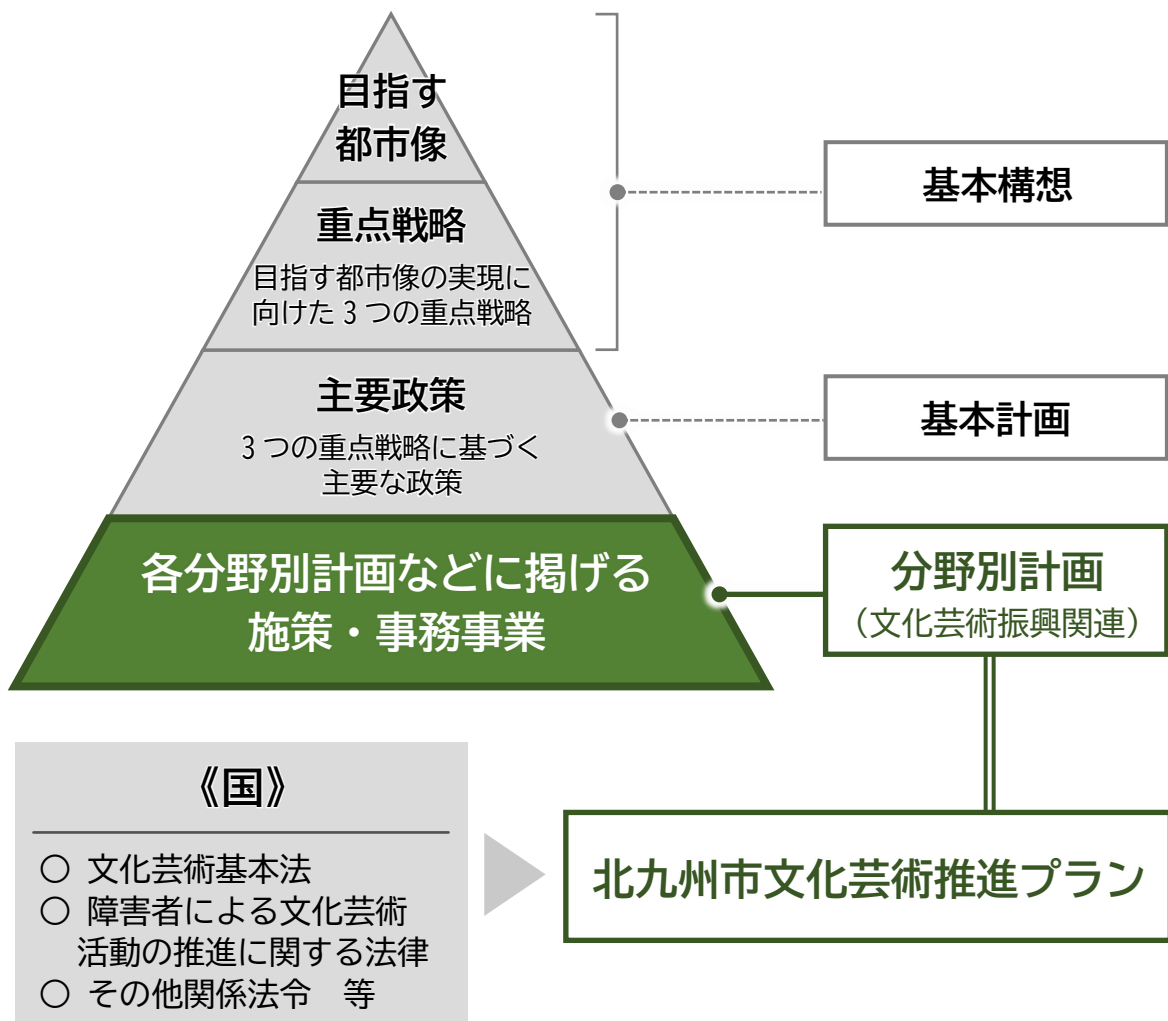 目指す
都市像
重点戦略
目指す都市像の実現に
向けた3つの重点戦略
基本構想
主要政策
3つの重点戦略に基づく
主要な政策
基本計画
各分野別計画などに掲げる
施策・事務事業
分野別計画
（文化芸術振興関連）
《国》
○ 文化芸術基本法
○ 障害者による文化芸術
活動の推進に関する法律
○ その他関係法令　等
北九州市文化芸術推進プラン